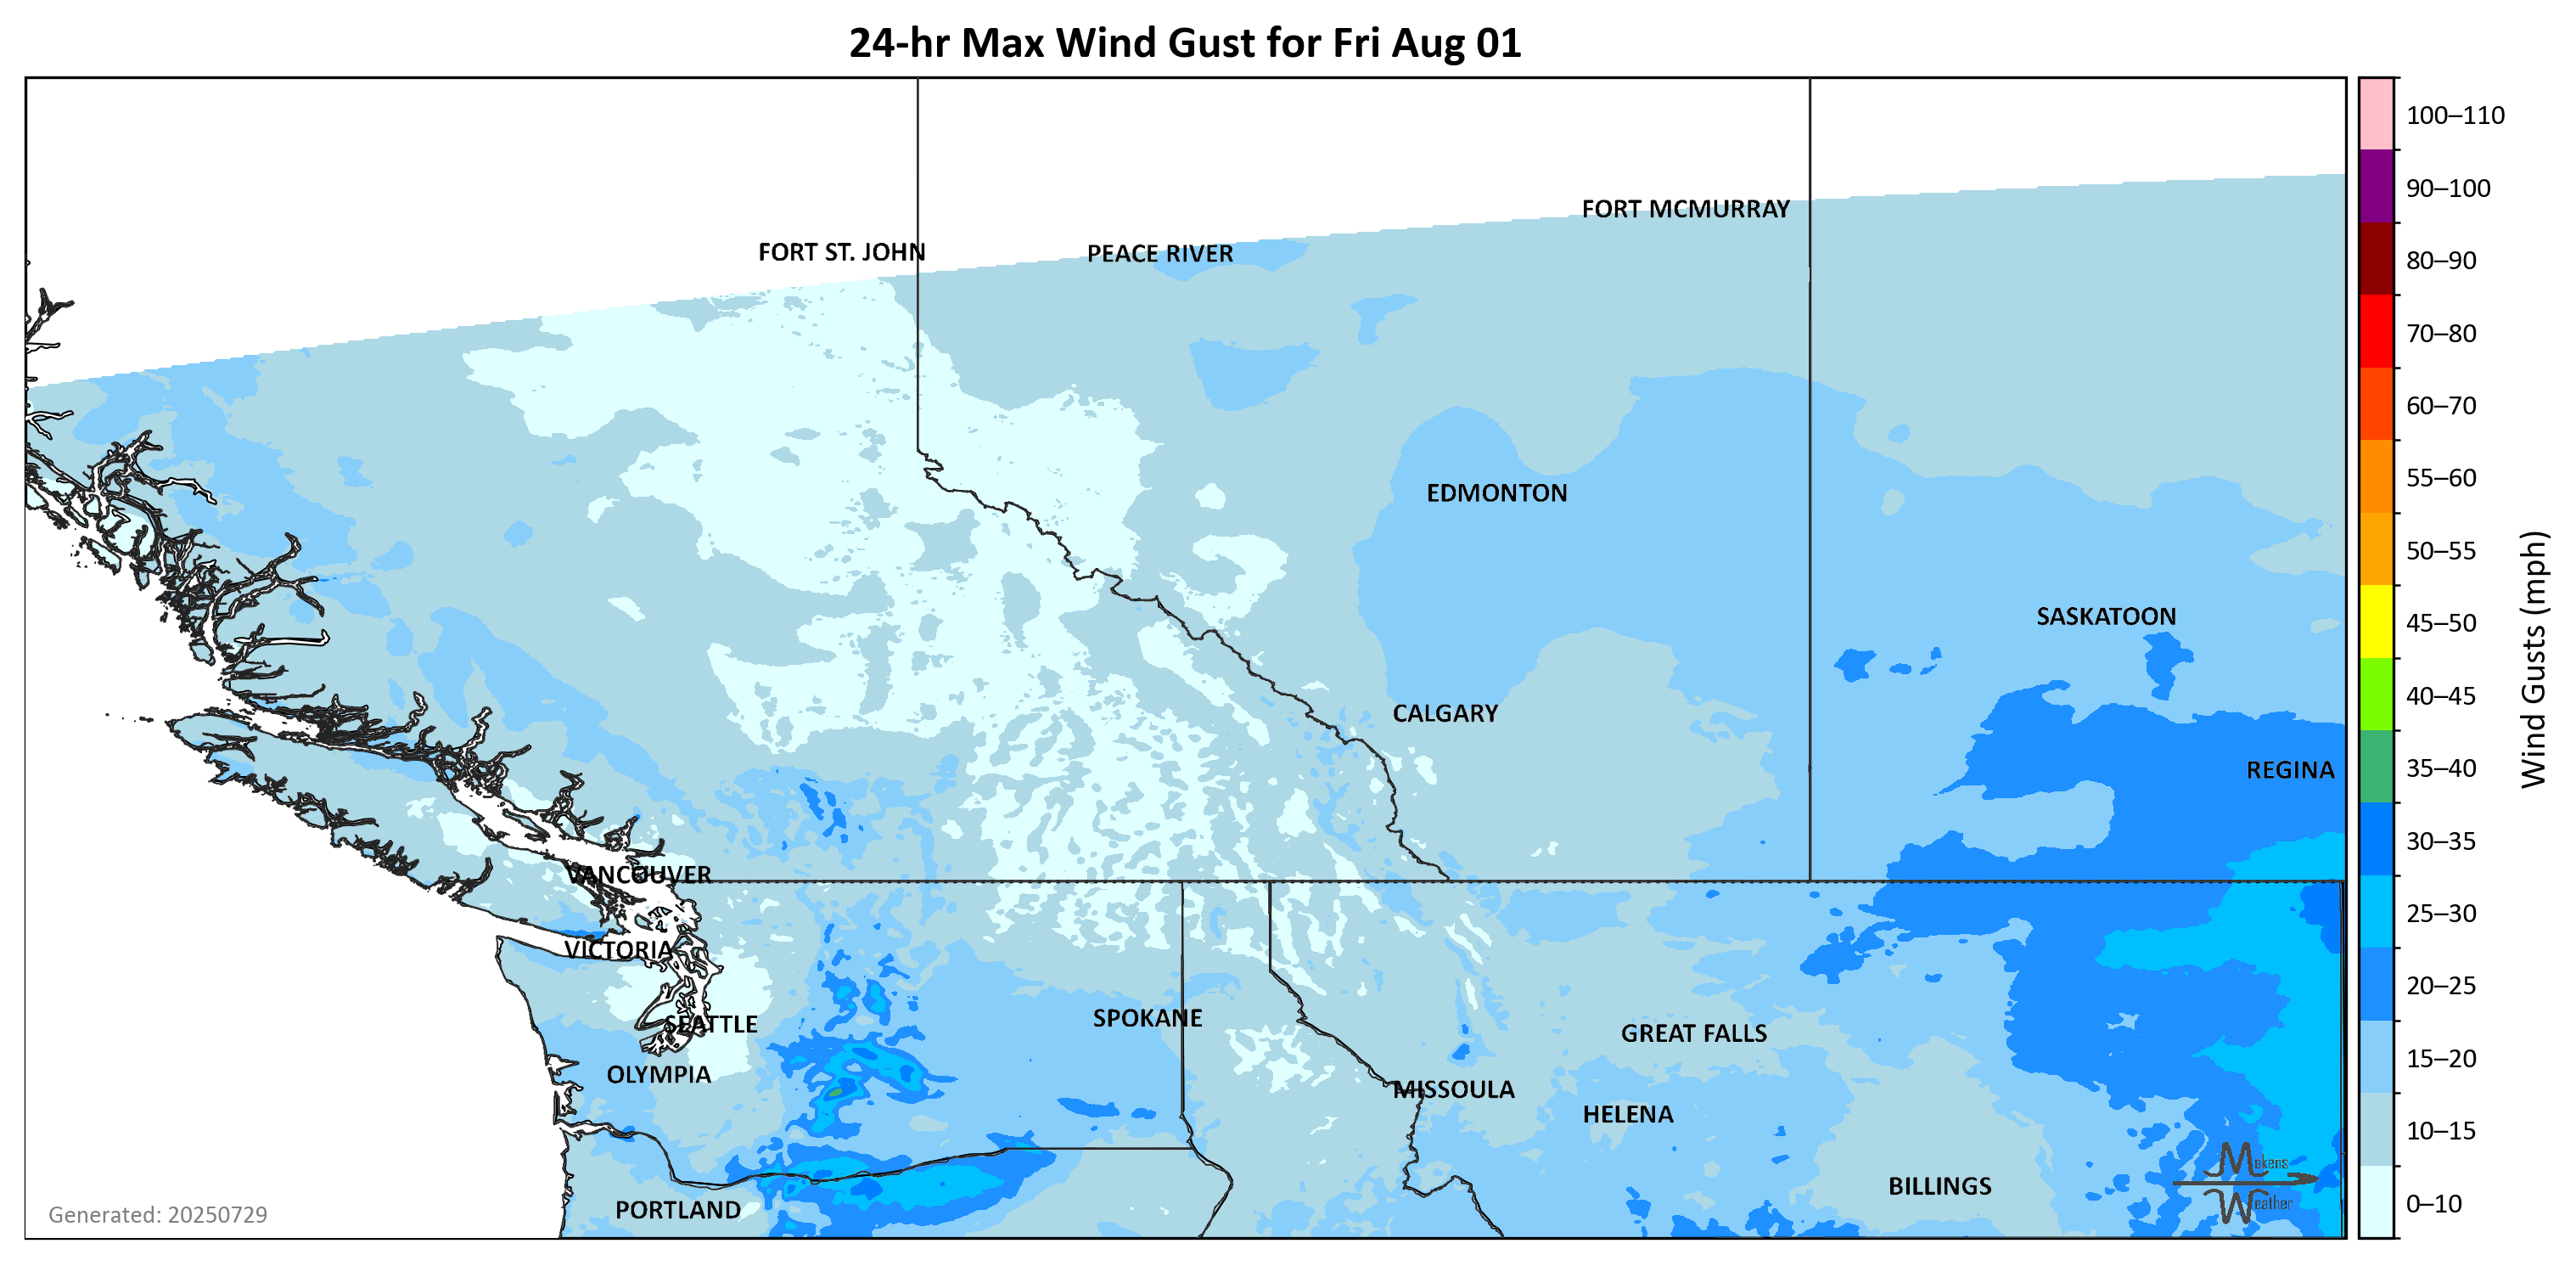 24-hr Max Wind Gust for Fri Aug 01
100–110
90–100
80–90
70–80
60–70
55–60
50–55
45–50
40–45
35–40
30–35
25–30
20–25
15–20
10–15
0–10
Wind Gusts (mph)
FORT MCMURRAY
FORT ST. JOHN
PEACE RIVER
EDMONTON
SASKATOON
CALGARY
REGINA
VANCOUVER
VICTORIA
SEATTLE
SPOKANE
GREAT FALLS
OLYMPIA
MISSOULA
HELENA
BILLINGS
PORTLAND
Makens
Weather
Generated: 20250729